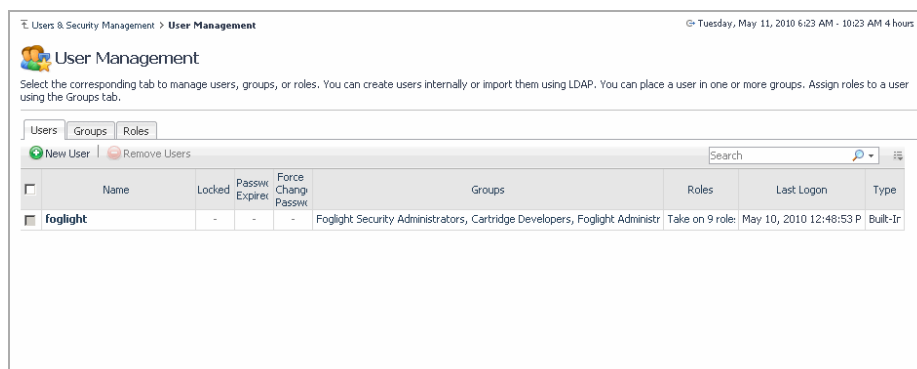 Users & Security Management > User Management
Tuesday, May 11, 2010 6:23 AM - 10:23 AM 4 hours
User Management
Select the corresponding tab to manage users, groups, or roles. You can create users internally or import them using LDAP. You can place a user in one or more groups. Assign roles to a user
using the Groups tab.
Users Groups Roles
New User | Remove Users Search
Name Locked Passwo Expired Force Change Passwo Groups Roles Last Logon Type
foglight - - - Foglight Security Administrators, Cartridge Developers, Foglight Administr Take on 9 role: May 10, 2010 12:48:53 P Built-Ir